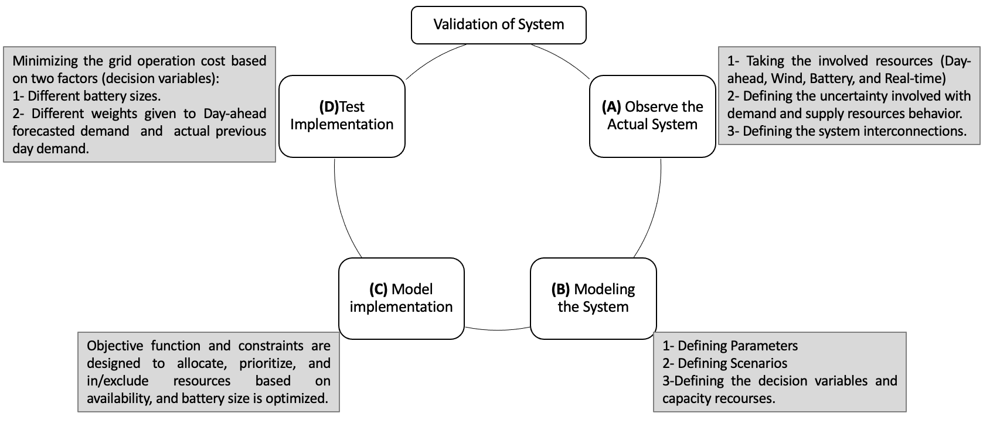 Validation of System
Minimizing the grid operation cost based
on two factors (decision variables):
1- Different battery sizes.
2- Different weights given to Day-ahead
forecasted demand and actual previous
day demand.
(D)Test
Implementation
(A) Observe the
Actual System
1- Taking the involved resources (Day-
ahead, Wind, Battery, and Real-time)
2- Defining the uncertainty involved with
demand and supply resources behavior.
3- Defining the system interconnections.
(C) Model
implementation
(B) Modeling
the System
Objective function and constraints are
designed to allocate, prioritize, and
in/exclude resources based on
availability, and battery size is optimized.
1- Defining Parameters
2- Defining Scenarios
3-Defining the decision variables and
capacity recourses.